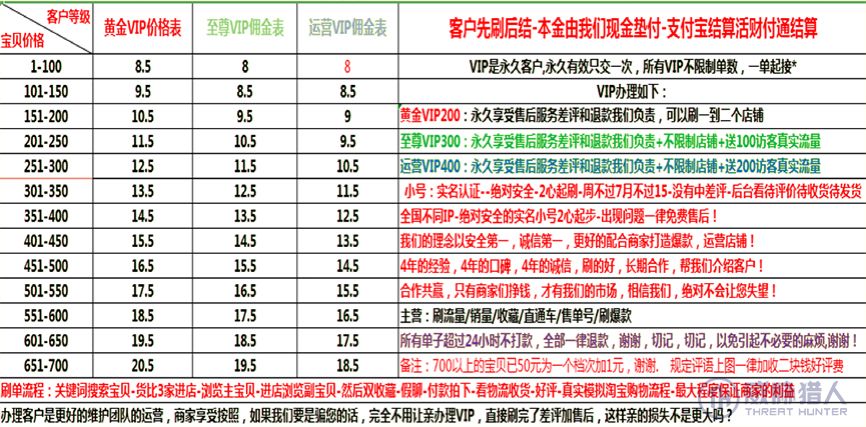 客户等级
宝贝价格
黄金VIP价格表
至尊VIP佣金表
运营VIP佣金表
客户先刷后结-本金由我们现金垫付-支付宝结算活财付通结算
1-100 8.5 8 8 VIP是永久客户,永久有效只交一次，所有VIP不限制单数，一单起接*
101-150 9.5 8.5 8.5 VIP办理如下：
151-200 10.5 9.5 9 黄金VIP200：永久享受售后服务差评和退款我们负责，可以刷一到二个店铺
201-250 11.5 10.5 9.5 至尊VIP300：永久享受售后服务差评和退款我们负责+不限制店铺+送100访客真实流量
251-300 12.5 11.5 10.5 运营VIP400：永久享受售后服务差评和退款我们负责+不限制店铺+送200访客真实流量
301-350 13.5 12.5 11.5 小号：实名认证--绝对安全-2心起刷-周不过7月不过15-没有中差评-后台看待评价待收货待发货
351-400 14.5 13.5 12.5 全国不同IP-绝对安全的实名小号2心起步-出现问题一律免费售后！
401-450 15.5 14.5 13.5 我们的理念以安全第一，诚信第一，更好的配合商家打造爆款，运营店铺！
451-500 16.5 15.5 14.5 4年的经验，4年的口碑，4年的诚信，刷的好，长期合作，帮我们介绍客户！
501-550 17.5 16.5 15.5 合作共赢，只有商家们挣钱，才有我们的市场，相信我们，绝对不会让您失望！
551-600 18.5 17.5 16.5 主营：刷流量/销量/收藏/直通车/售单号/刷爆款
601-650 19.5 18.5 17.5 所有单子超过24小时不打款，全部一律退款，谢谢，切记，切记，以免引起不必要的麻烦,谢谢！
651-700 20.5 19.5 18.5 备注：700以上的宝贝已50元为一个档次加1元，谢谢. 规定评语上图一律加收二块钱好评费
刷单流程：关键词搜索宝贝-货比3家进店-浏览主宝贝-进店浏览副宝贝-然后双收藏-假聊-付款拍下-看物流收货-好评-真实模拟淘宝购物流程-最大程度保证商家的利益
办理客户是更好的维护团队的运营，商家享受按照，如果我们要是骗您的话，完全不用让亲办理VIP，直接刷完了差评加售后，这样亲的损失不是更大吗？
威胁猎人
THREAT HUNTER